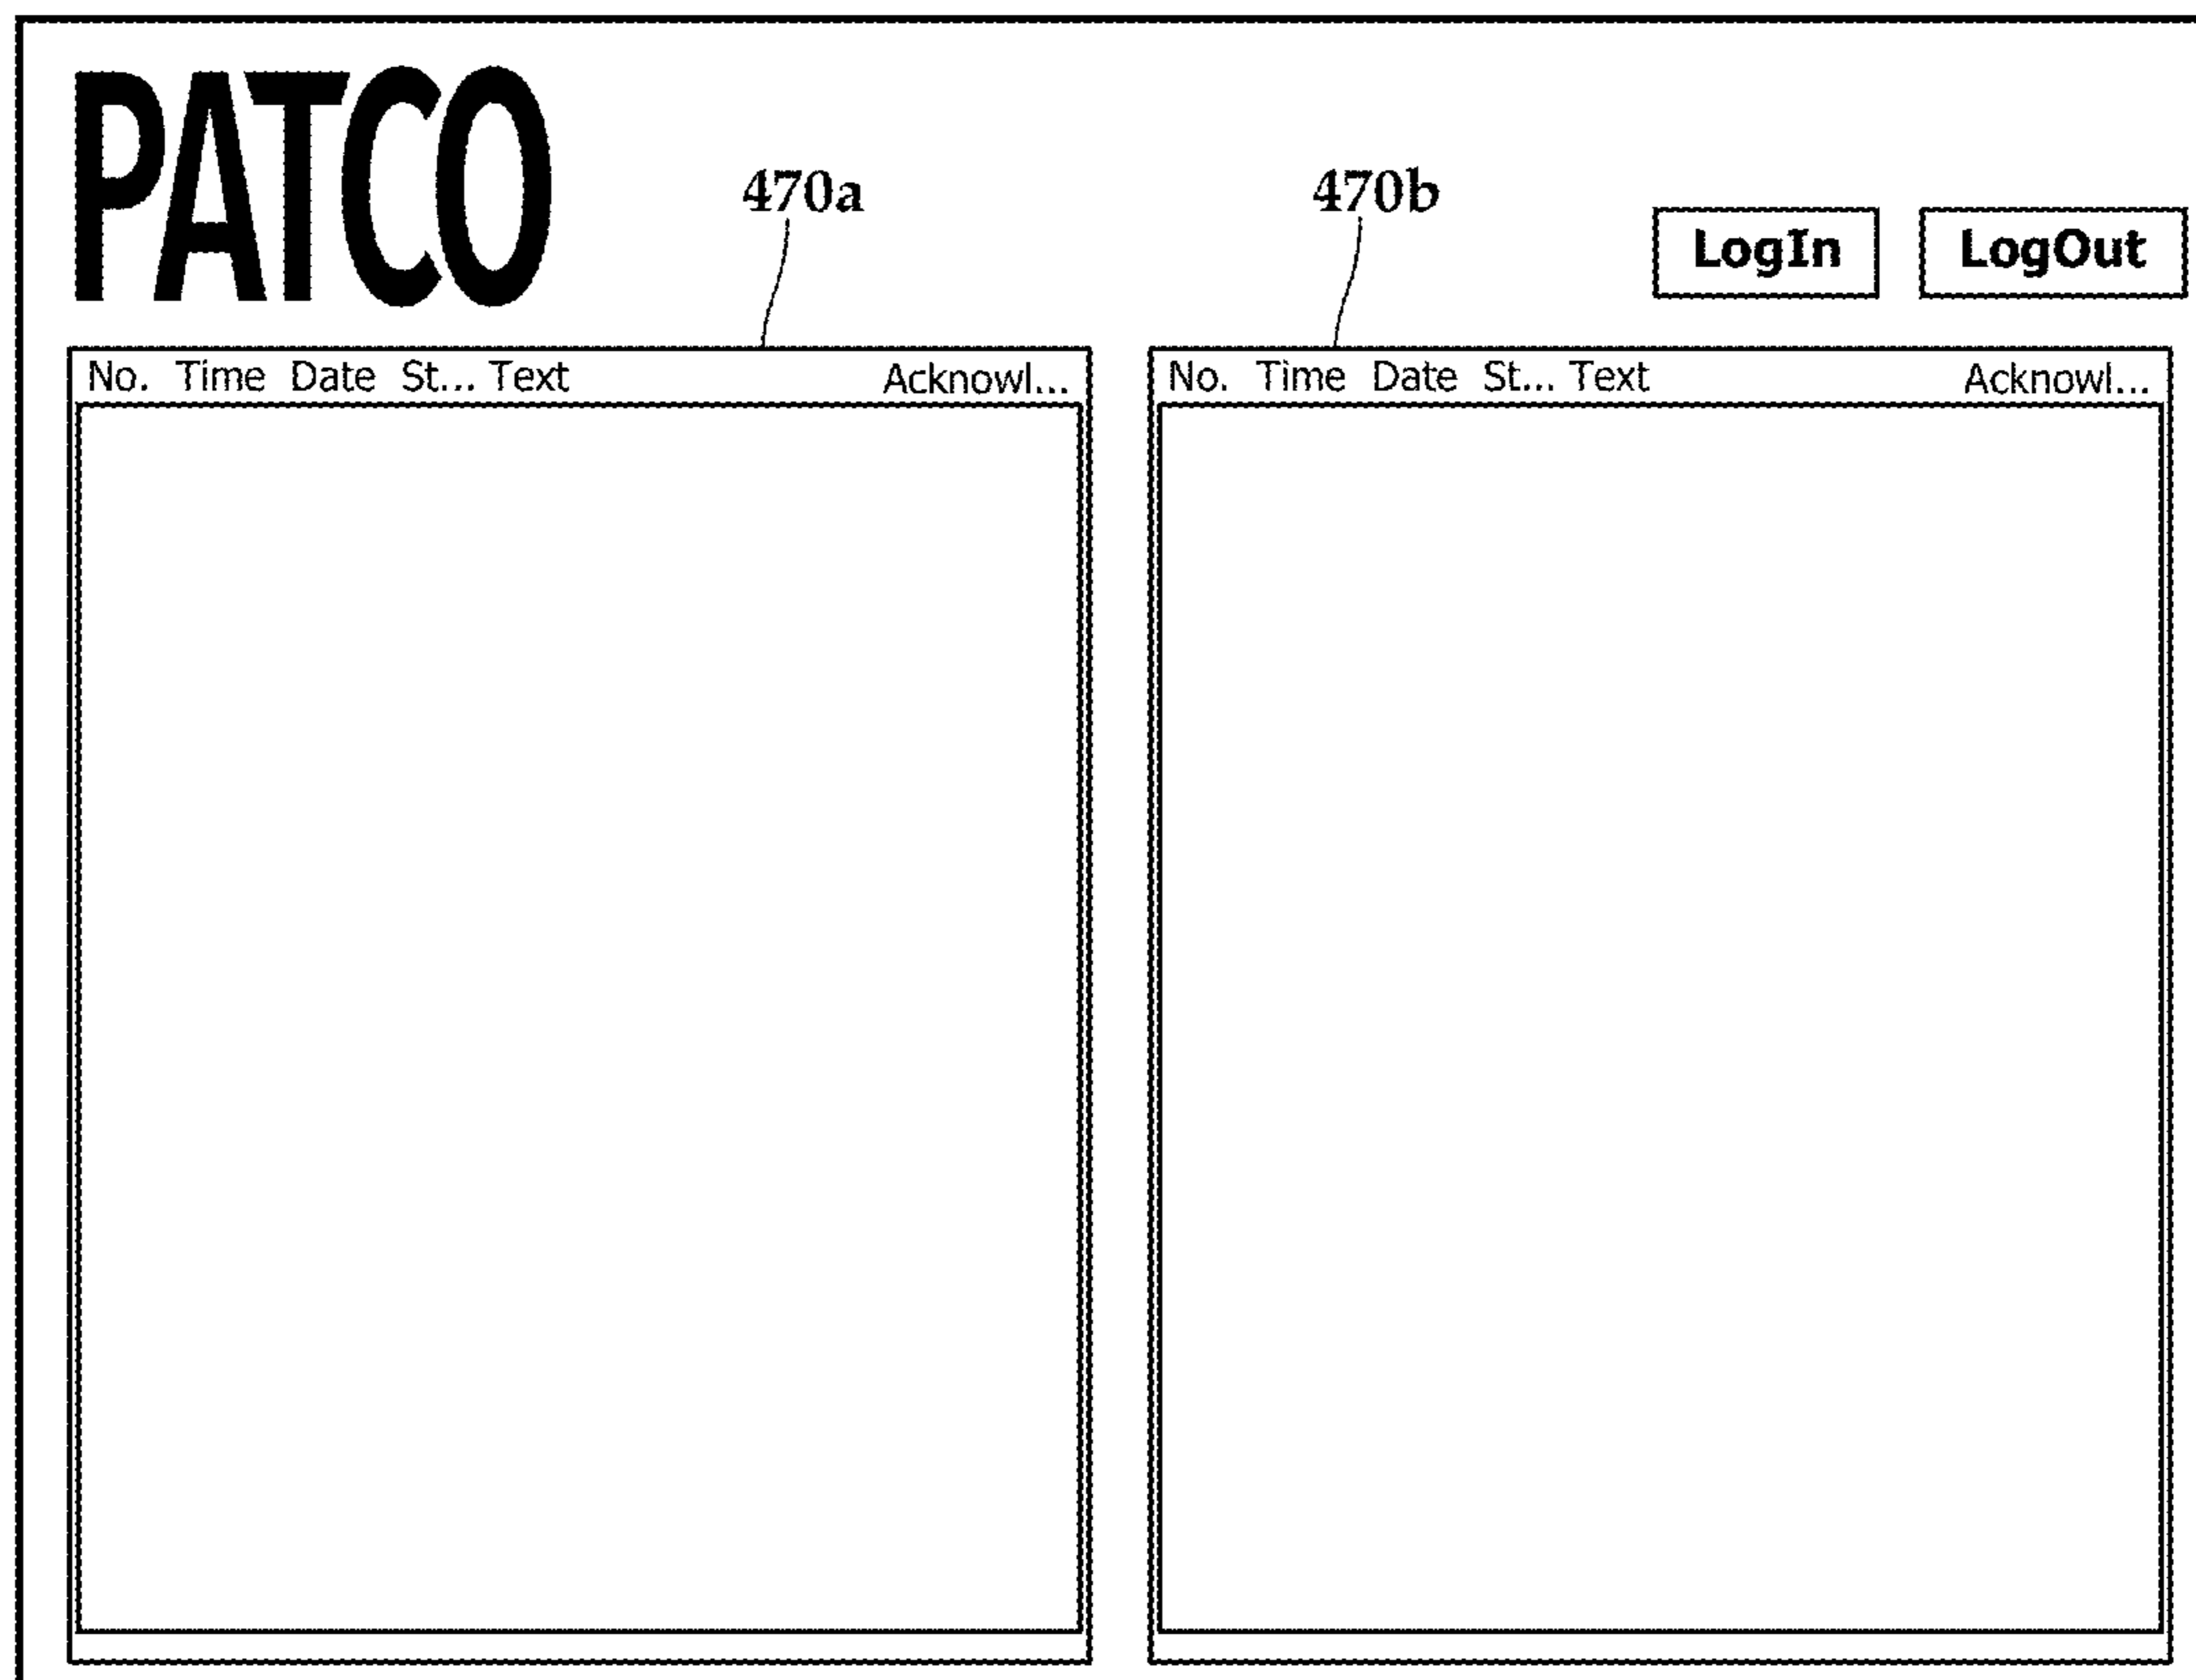 PATCO
470a 470b
LogIn LogOut
No. Time Date St... Text Acknowl...
No. Time Date St... Text Acknowl...